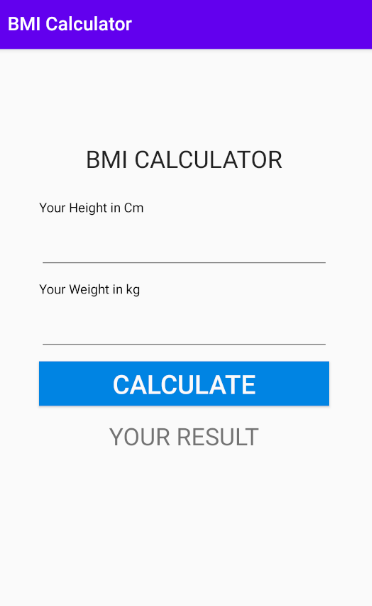 BMI Calculator
BMI CALCULATOR
Your Height in Cm
Your Weight in kg
CALCULATE
YOUR RESULT